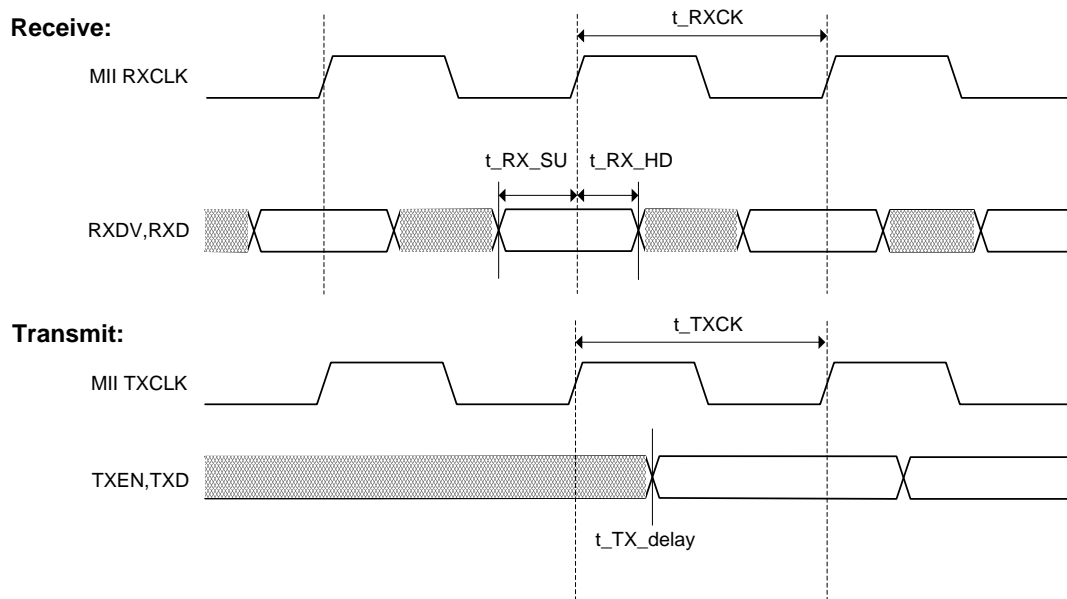 Receive:
t_RXCK
MII RXCLK
t_RX_SU
t_RX_HD
RXDV,RXD
Transmit:
t_TXCK
MII TXCLK
TXEN,TXD
t_TX_delay